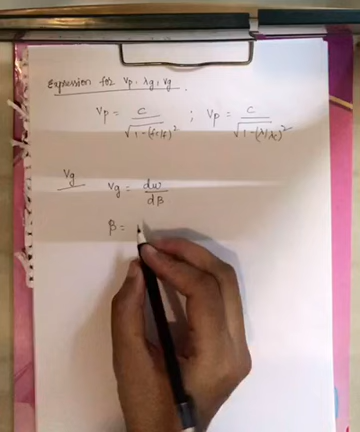 Expression for vp, λg, vg.
vp = c / √1-(fc/f)² ; vp = c / √1-(λ/λc)²
vg
vg = dω / dβ
β =